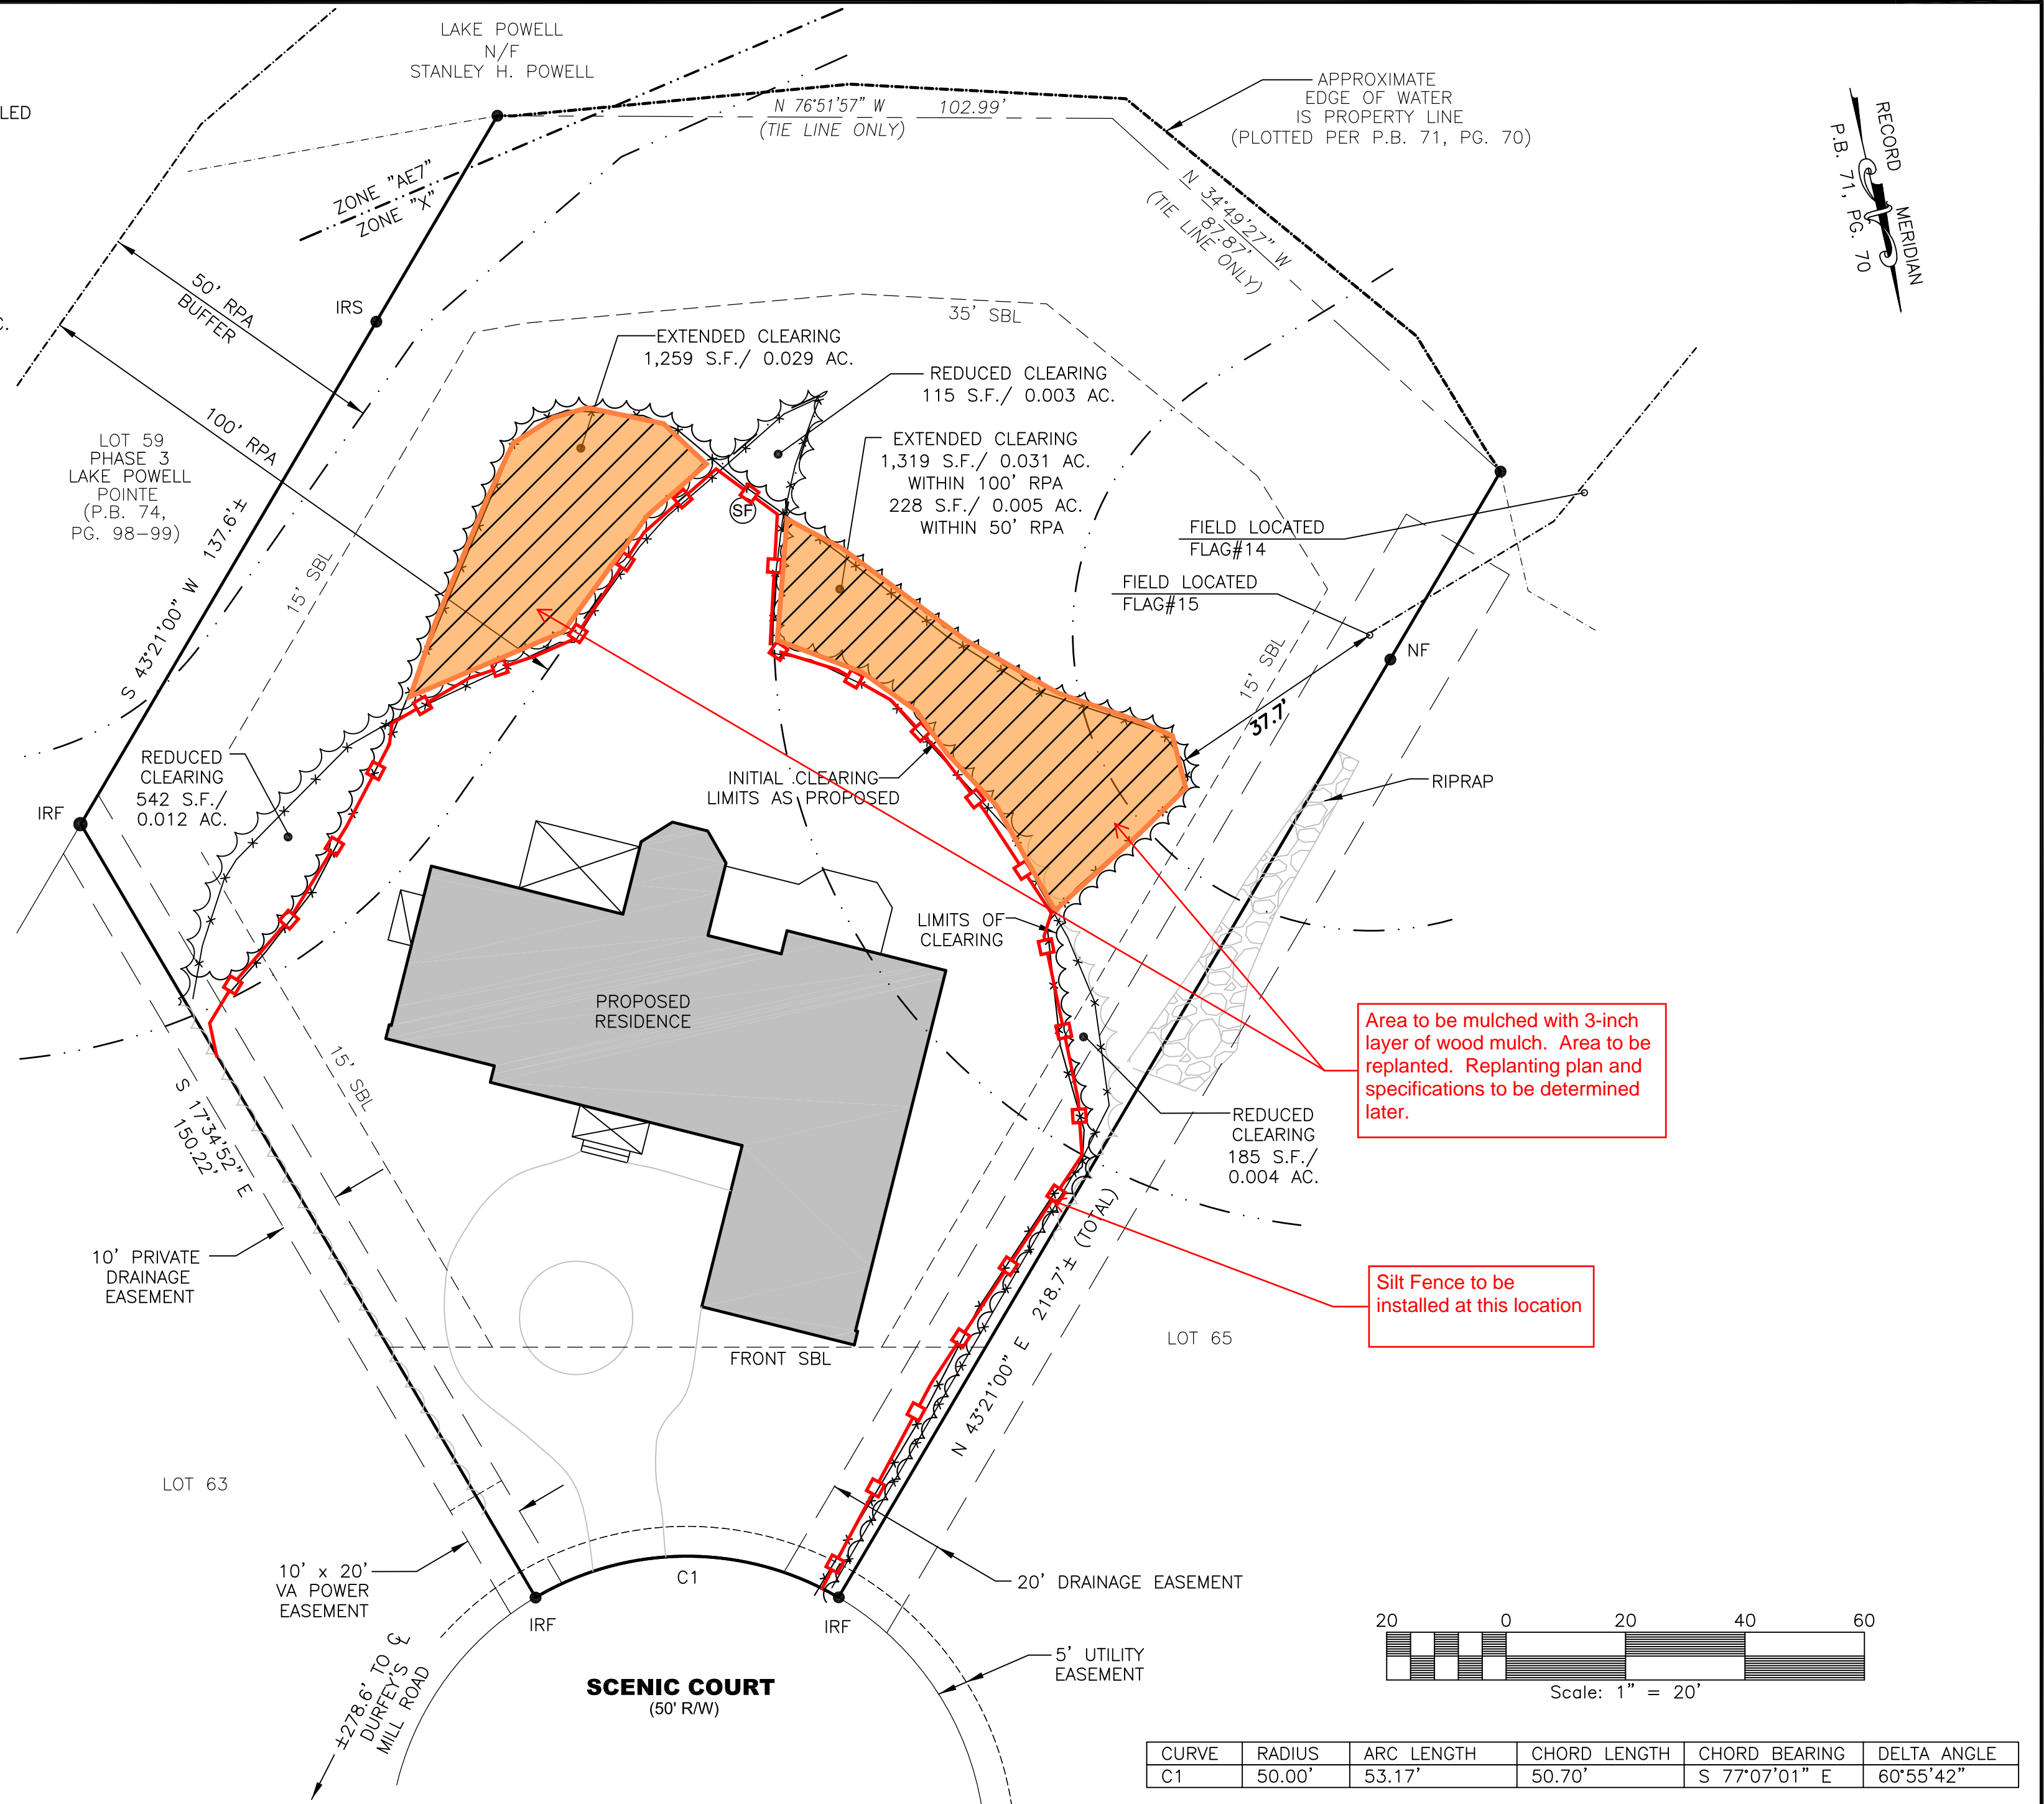 LAKE POWELL
N/F
STANLEY H. POWELL
LED
C.
N 76°51'57" W 102.99'
(TIE LINE ONLY)
APPROXIMATE
EDGE OF WATER
IS PROPERTY LINE
(PLOTTED PER P.B. 71, PG. 70)
RECORD MERIDIAN
P.B. 71, PG. 70
ZONE "AE7"
ZONE "X"
N 34°49'27" W
87.87'
(TIE LINE ONLY)
50' RPA
BUFFER
IRS
35' SBL
EXTENDED CLEARING
1,259 S.F./ 0.029 AC.
REDUCED CLEARING
115 S.F./ 0.003 AC.
100' RPA
LOT 59
PHASE 3
LAKE POWELL
POINTE
(P.B. 74,
PG. 98-99)
EXTENDED CLEARING
1,319 S.F./ 0.031 AC.
WITHIN 100' RPA
228 S.F./ 0.005 AC.
WITHIN 50' RPA
SF
FIELD LOCATED
FLAG#14
FIELD LOCATED
FLAG#15
S 43°21'00" W 137.6'±
15' SBL
15' SBL
NF
37.7'
REDUCED
CLEARING
542 S.F./
0.012 AC.
INITIAL CLEARING
LIMITS AS PROPOSED
RIPRAP
IRF
LIMITS OF
CLEARING
PROPOSED
RESIDENCE
Area to be mulched with 3-inch
layer of wood mulch. Area to be
replanted. Replanting plan and
specifications to be determined
later.
15' SBL
S 17°34'52" E
150.22'
REDUCED
CLEARING
185 S.F./
0.004 AC.
10' PRIVATE
DRAINAGE
EASEMENT
N 43°21'00" E 218.7'± (TOTAL)
Silt Fence to be
installed at this location
LOT 65
FRONT SBL
LOT 63
10' x 20'
VA POWER
EASEMENT
C1
20' DRAINAGE EASEMENT
IRF
IRF
5' UTILITY
EASEMENT
±278.6' TO ℄
DURFEY'S
MILL ROAD
SCENIC COURT
(50' R/W)
20 0 20 40 60
Scale: 1" = 20'
CURVE RADIUS ARC LENGTH CHORD LENGTH CHORD BEARING DELTA ANGLE
C1 50.00' 53.17' 50.70' S 77°07'01" E 60°55'42"